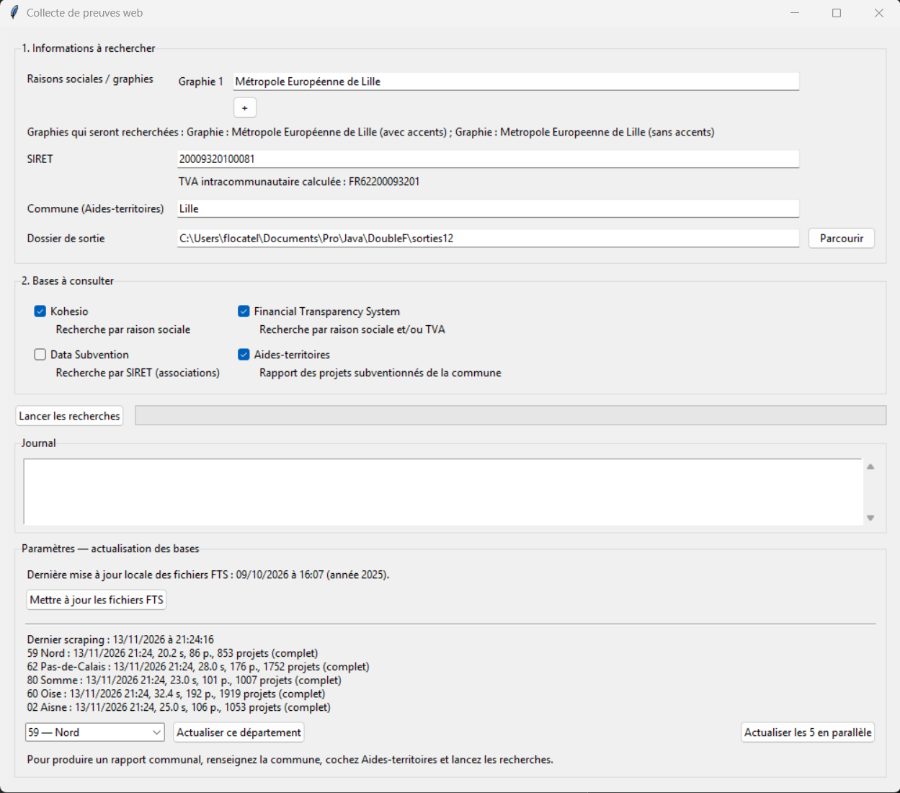 Collecte de preuves web
1. Informations à rechercher
Raisons sociales / graphies
Graphie 1
Métropole Européenne de Lille
+
Graphies qui seront recherchées : Graphie : Métropole Européenne de Lille (avec accents) ; Graphie : Metropole Europeenne de Lille (sans accents)
SIRET
20009320100081
TVA intracommunautaire calculée : FR62200093201
Commune (Aides-territoires)
Lille
Dossier de sortie
C:\Users\flocatel\Documents\Pro\Java\DoubleF\sorties12
Parcourir
2. Bases à consulter
Kohesio
Recherche par raison sociale
Financial Transparency System
Recherche par raison sociale et/ou TVA
Data Subvention
Recherche par SIRET (associations)
Aides-territoires
Rapport des projets subventionnés de la commune
Lancer les recherches
Journal
Paramètres — actualisation des bases
Dernière mise à jour locale des fichiers FTS : 09/10/2026 à 16:07 (année 2025).
Mettre à jour les fichiers FTS
Dernier scraping : 13/11/2026 à 21:24:16
59 Nord : 13/11/2026 21:24, 20.2 s, 86 p., 853 projets (complet)
62 Pas-de-Calais : 13/11/2026 21:24, 28.0 s, 176 p., 1752 projets (complet)
80 Somme : 13/11/2026 21:24, 23.0 s, 101 p., 1007 projets (complet)
60 Oise : 13/11/2026 21:24, 32.4 s, 192 p., 1919 projets (complet)
02 Aisne : 13/11/2026 21:24, 25.0 s, 106 p., 1053 projets (complet)
59 — Nord
Actualiser ce département
Actualiser les 5 en parallèle
Pour produire un rapport communal, renseignez la commune, cochez Aides-territoires et lancez les recherches.